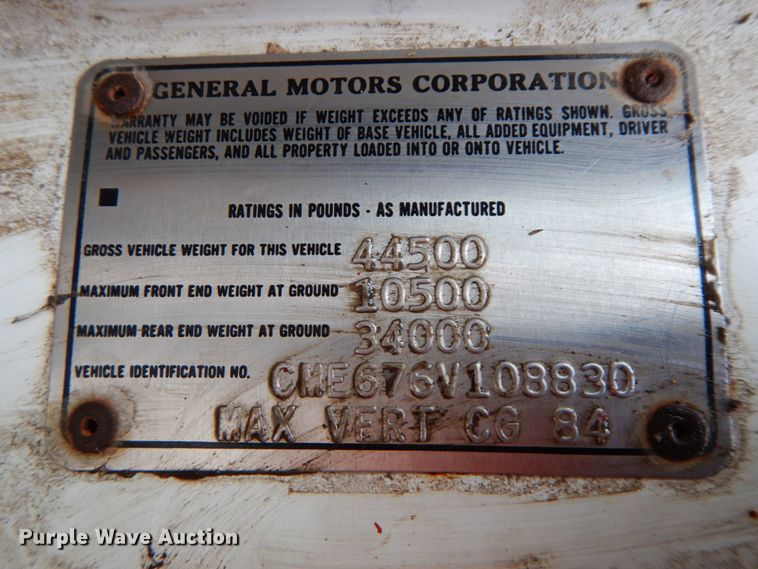 GENERAL MOTORS CORPORATION
WARRANTY MAY BE VOIDED IF WEIGHT EXCEEDS ANY OF RATINGS SHOWN. GROSS
VEHICLE WEIGHT INCLUDES WEIGHT OF BASE VEHICLE, ALL ADDED EQUIPMENT, DRIVER
AND PASSENGERS, AND ALL PROPERTY LOADED INTO OR ONTO VEHICLE.
RATINGS IN POUNDS - AS MANUFACTURED
GROSS VEHICLE WEIGHT FOR THIS VEHICLE 44500
MAXIMUM FRONT END WEIGHT AT GROUND 10500
MAXIMUM REAR END WEIGHT AT GROUND 34000
VEHICLE IDENTIFICATION NO. CME676V108830
MAX VERT CG 84
Purple Wave Auction